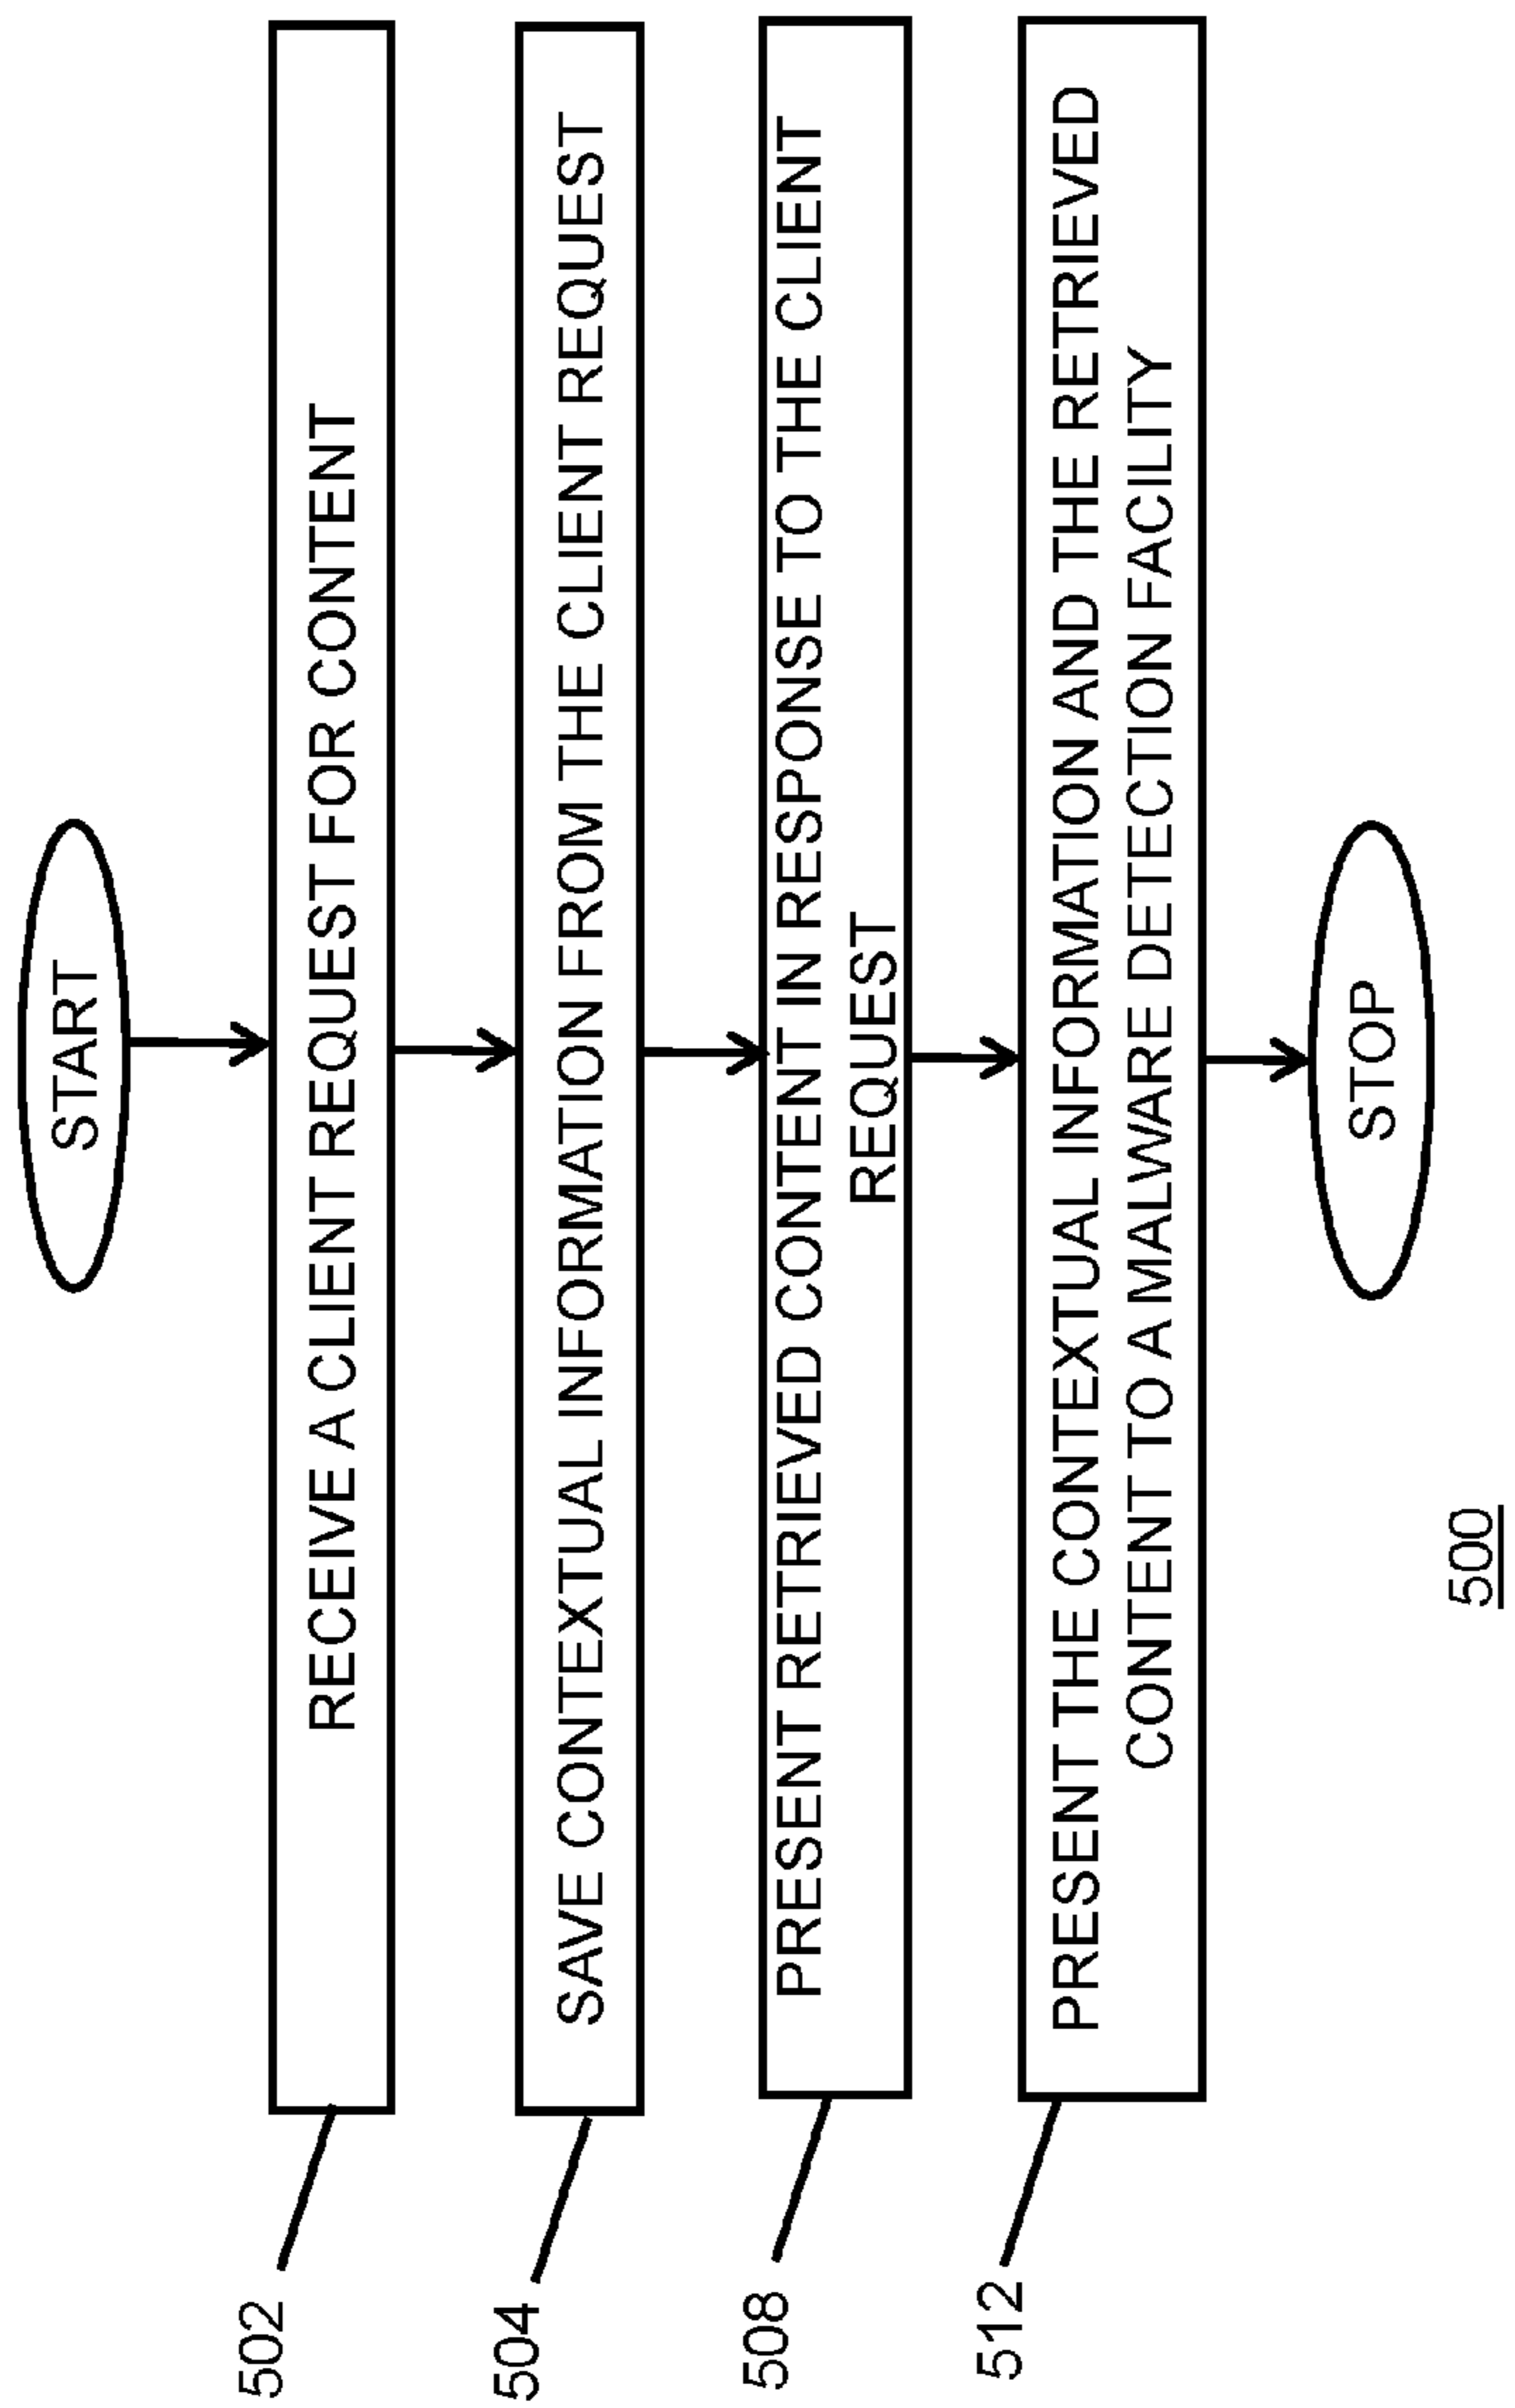 START
502
RECEIVE A CLIENT REQUEST FOR CONTENT
504
SAVE CONTEXTUAL INFORMATION FROM THE CLIENT REQUEST
508
PRESENT RETRIEVED CONTENT IN RESPONSE TO THE CLIENT
REQUEST
512
PRESENT THE CONTEXTUAL INFORMATION AND THE RETRIEVED
CONTENT TO A MALWARE DETECTION FACILITY
STOP
500